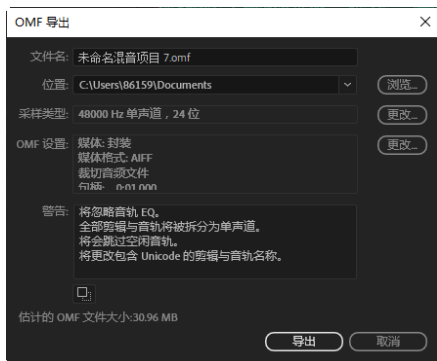 OMF 导出
文件名: 未命名混音项目 7.omf
位置: C:\Users\86159\Documents 浏览...
采样类型: 48000 Hz 单声道，24 位 更改...
OMF 设置: 媒体: 封装 更改...
媒体格式: AIFF
裁切音频文件
0:01.000
警告: 将忽略音轨 EQ。
全部剪辑与音轨将被拆分为单声道。
将会跳过空闲音轨。
将更改包含 Unicode 的剪辑与音轨名称。
估计的 OMF 文件大小:30.96 MB
导出 取消